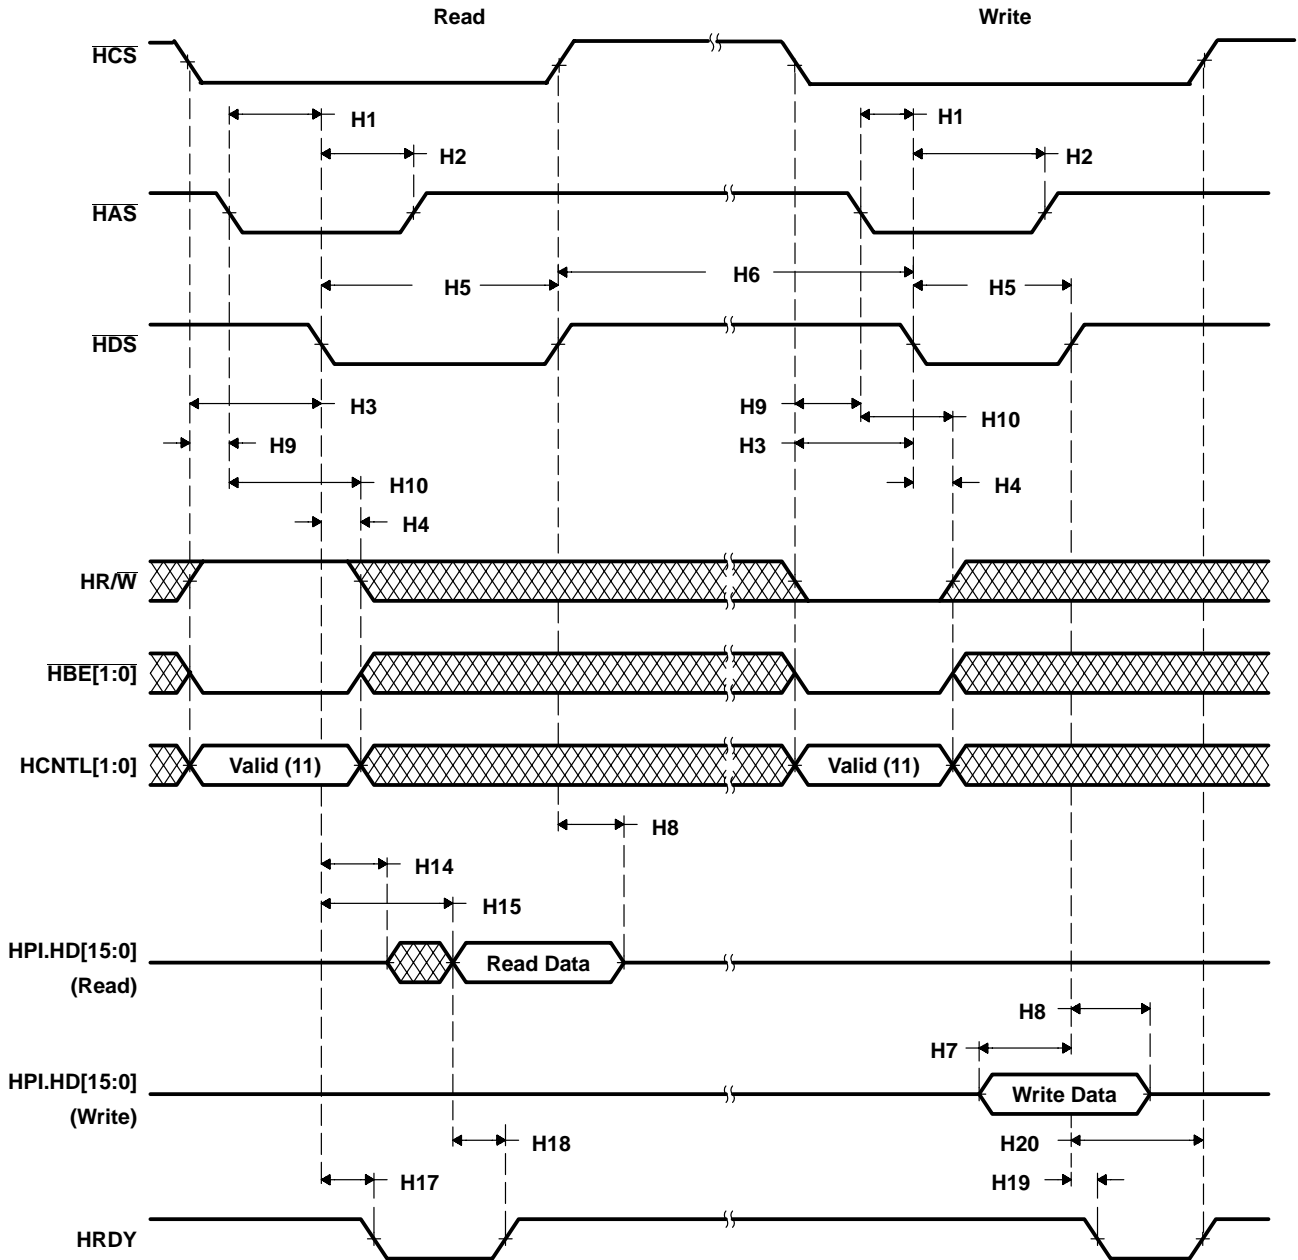 Read
Write
HCS
H1
H1
H2
H2
HAS
H6
H5
H5
HDS
H3
H9
H10
H9
H3
H10
H4
H4
HR/W
HBE[1:0]
HCNTL[1:0]
Valid (11)
Valid (11)
H8
H14
H15
HPI.HD[15:0]
(Read)
Read Data
H8
H7
HPI.HD[15:0]
(Write)
Write Data
H18
H20
H17
H19
HRDY